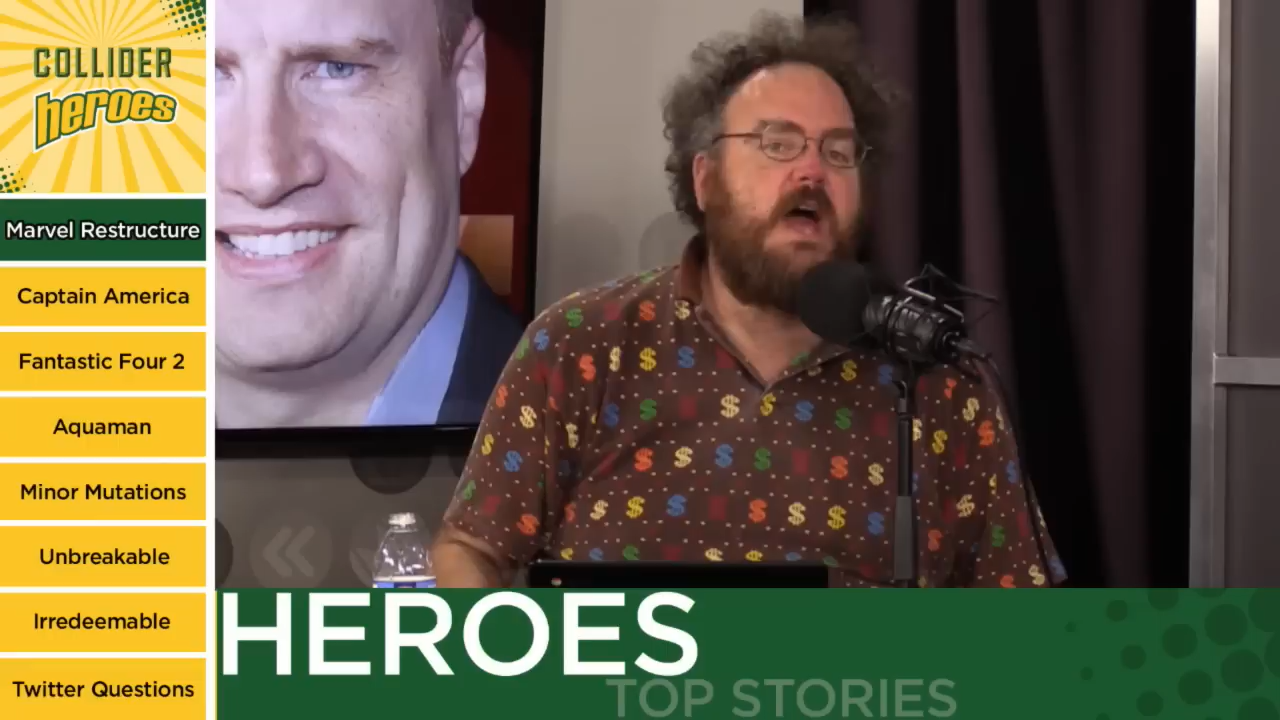 COLLIDER
heroes
Marvel Restructure
Captain America
Fantastic Four 2
Aquaman
Minor Mutations
Unbreakable
Irredeemable
Twitter Questions
HEROES
TOP STORIES